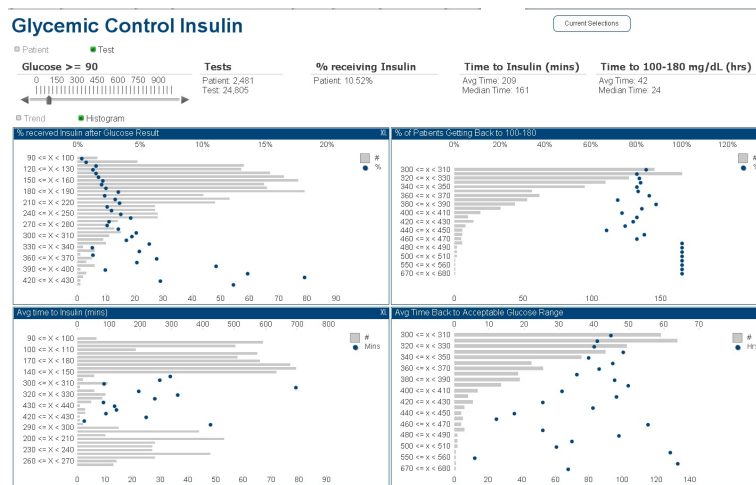 Glycemic Control Insulin
Current Selections
Patient Test
Glucose >= 90 Tests % receiving Insulin Time to Insulin (mins) Time to 100-180 mg/dL (hrs)
0 150 300 450 600 750 900
Patient: 2,481 Patient: 10.52% Avg Time: 209 Avg Time: 42
Test: 24,805 Median Time: 161 Median Time: 24
Trend Histogram
% received Insulin after Glucose Result XL
0% 5% 10% 15% 20%
90 <= X < 100
120 <= X < 130
150 <= X < 160
180 <= X < 190
210 <= X < 220
240 <= X < 250
270 <= X < 280
300 <= X < 310
330 <= X < 340
360 <= X < 370
390 <= X < 400
420 <= X < 430
#
%
0 10 20 30 40 50 60 70 80 90
% of Patients Getting Back to 100-180
0% 20% 40% 60% 80% 100% 120%
300 <= x < 310
320 <= x < 330
340 <= x < 350
360 <= x < 370
380 <= x < 390
400 <= x < 410
420 <= x < 430
440 <= x < 450
460 <= x < 470
480 <= x < 490
500 <= x < 510
550 <= x < 560
670 <= x < 680
#
%
0 50 100 150
Avg time to Insulin (mins) XL
0 100 200 300 400 500 600 700 800
90 <= X < 100
100 <= X < 110
170 <= X < 180
140 <= X < 150
300 <= X < 310
320 <= X < 330
430 <= X < 440
420 <= X < 430
290 <= X < 300
200 <= X < 210
230 <= X < 240
260 <= X < 270
#
Mins
0 10 20 30 40 50 60 70 80 90
Avg Time Back to Acceptable Glucose Range
0 10 20 30 40 50 60 70
300 <= x < 310
320 <= x < 330
340 <= x < 350
360 <= x < 370
380 <= x < 390
400 <= x < 410
420 <= x < 430
440 <= x < 450
460 <= x < 470
480 <= x < 490
500 <= x < 510
550 <= x < 560
670 <= x < 680
#
Hrs
0 20 40 60 80 100 120 140